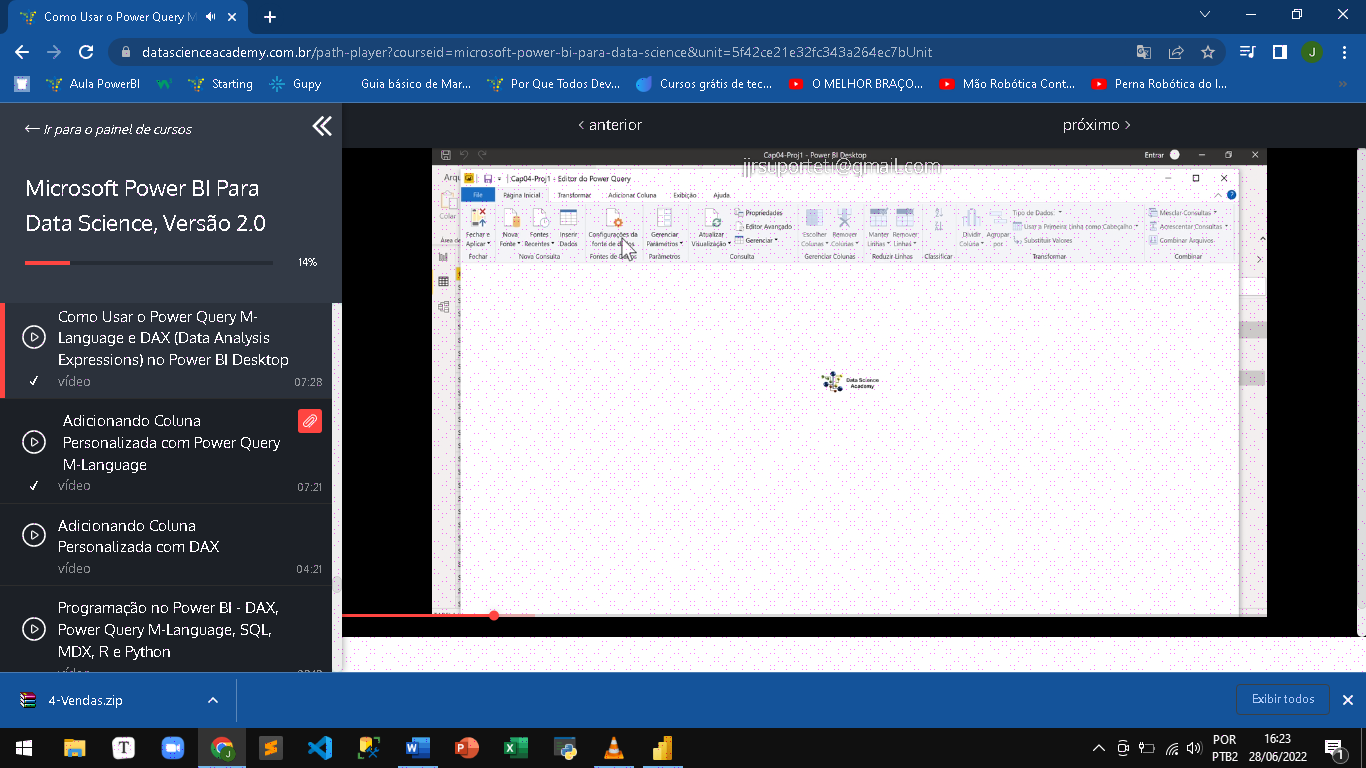 Como Usar o Power Query M
datascienceacademy.com.br/path-player?courseid=microsoft-power-bi-para-data-science&unit=5f42ce21e32fc343a264ec7bUnit
J
Aula PowerBI
Starting
Gupy
Guia básico de Mar...
Por Que Todos Dev...
Cursos grátis de tec...
O MELHOR BRAÇO...
Mão Robótica Cont...
Perna Robótica do I...
»
← Ir para o painel de cursos
Microsoft Power BI Para
Data Science, Versão 2.0
14%
Como Usar o Power Query M-
Language e DAX (Data Analysis
Expressions) no Power BI Desktop
vídeo 07:28
Adicionando Coluna
Personalizada com Power Query
M-Language
vídeo 07:21
Adicionando Coluna
Personalizada com DAX
vídeo 04:21
Programação no Power BI - DAX,
Power Query M-Language, SQL,
MDX, R e Python
‹ anterior
próximo ›
Cap04-Proj1 - Power BI Desktop
Entrar
jjrsuporteti@gmail.com
Cap04-Proj1 - Editor do Power Query
File Página Inicial Transformar Adicionar Coluna Exibição Ajuda
Fechar e
Aplicar
Fechar
Nova
Fonte
Fontes
Recentes
Inserir
Dados
Nova Consulta
Configurações da
fonte de
Fontes de
Gerenciar
Parâmetros
Parâmetros
Atualizar
Visualização
Propriedades
Editor Avançado
Gerenciar
Consulta
Escolher
Colunas
Remover
Colunas
Gerenciar Colunas
Manter
Linhas
Remover
Linhas
Reduzir Linhas
Classificar
Dividir
Coluna
Agrupar
por
Tipo de Dados
Usar a Primeira Linha como Cabeçalho
Substituir Valores
Transformar
Mesclar Consultas
Acrescentar Consultas
Combinar Arquivos
Combinar
Data Science
Academy
4-Vendas.zip
Exibir todos
POR
PTB2
16:23
28/06/2022
1